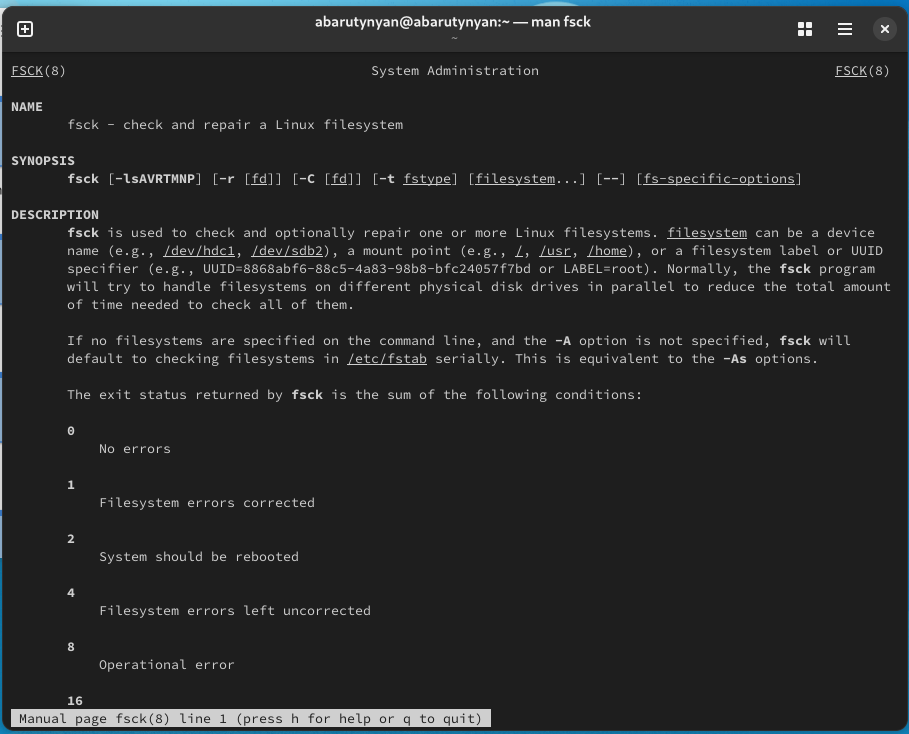 abarutynyan@abarutynyan:~ — man fsck
~
FSCK(8) System Administration FSCK(8)
NAME
fsck - check and repair a Linux filesystem
SYNOPSIS
fsck [-lsAVRTMNP] [-r [fd]] [-C [fd]] [-t fstype] [filesystem...] [--] [fs-specific-options]
DESCRIPTION
fsck is used to check and optionally repair one or more Linux filesystems. filesystem can be a device
name (e.g., /dev/hdc1, /dev/sdb2), a mount point (e.g., /, /usr, /home), or a filesystem label or UUID
specifier (e.g., UUID=8868abf6-88c5-4a83-98b8-bfc24057f7bd or LABEL=root). Normally, the fsck program
will try to handle filesystems on different physical disk drives in parallel to reduce the total amount
of time needed to check all of them.
If no filesystems are specified on the command line, and the -A option is not specified, fsck will
default to checking filesystems in /etc/fstab serially. This is equivalent to the -As options.
The exit status returned by fsck is the sum of the following conditions:
0
No errors
1
Filesystem errors corrected
2
System should be rebooted
4
Filesystem errors left uncorrected
8
Operational error
16
Manual page fsck(8) line 1 (press h for help or q to quit)